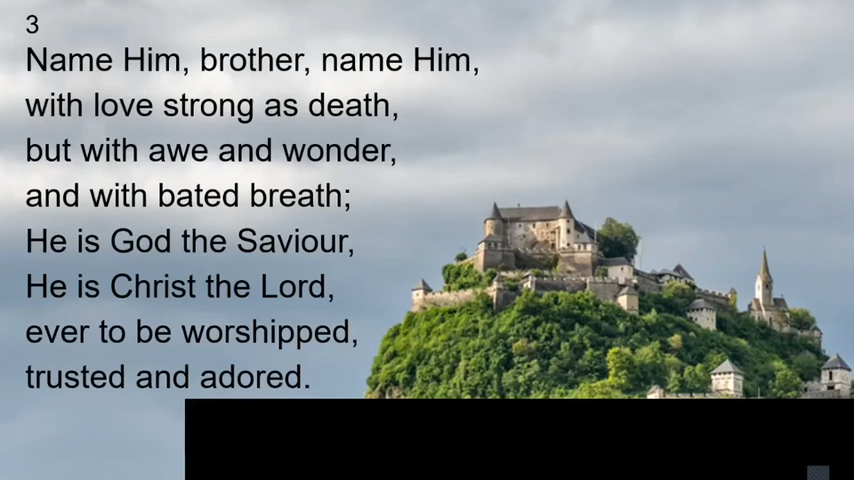 3
Name Him, brother, name Him,
with love strong as death,
but with awe and wonder,
and with bated breath;
He is God the Saviour,
He is Christ the Lord,
ever to be worshipped,
trusted and adored.